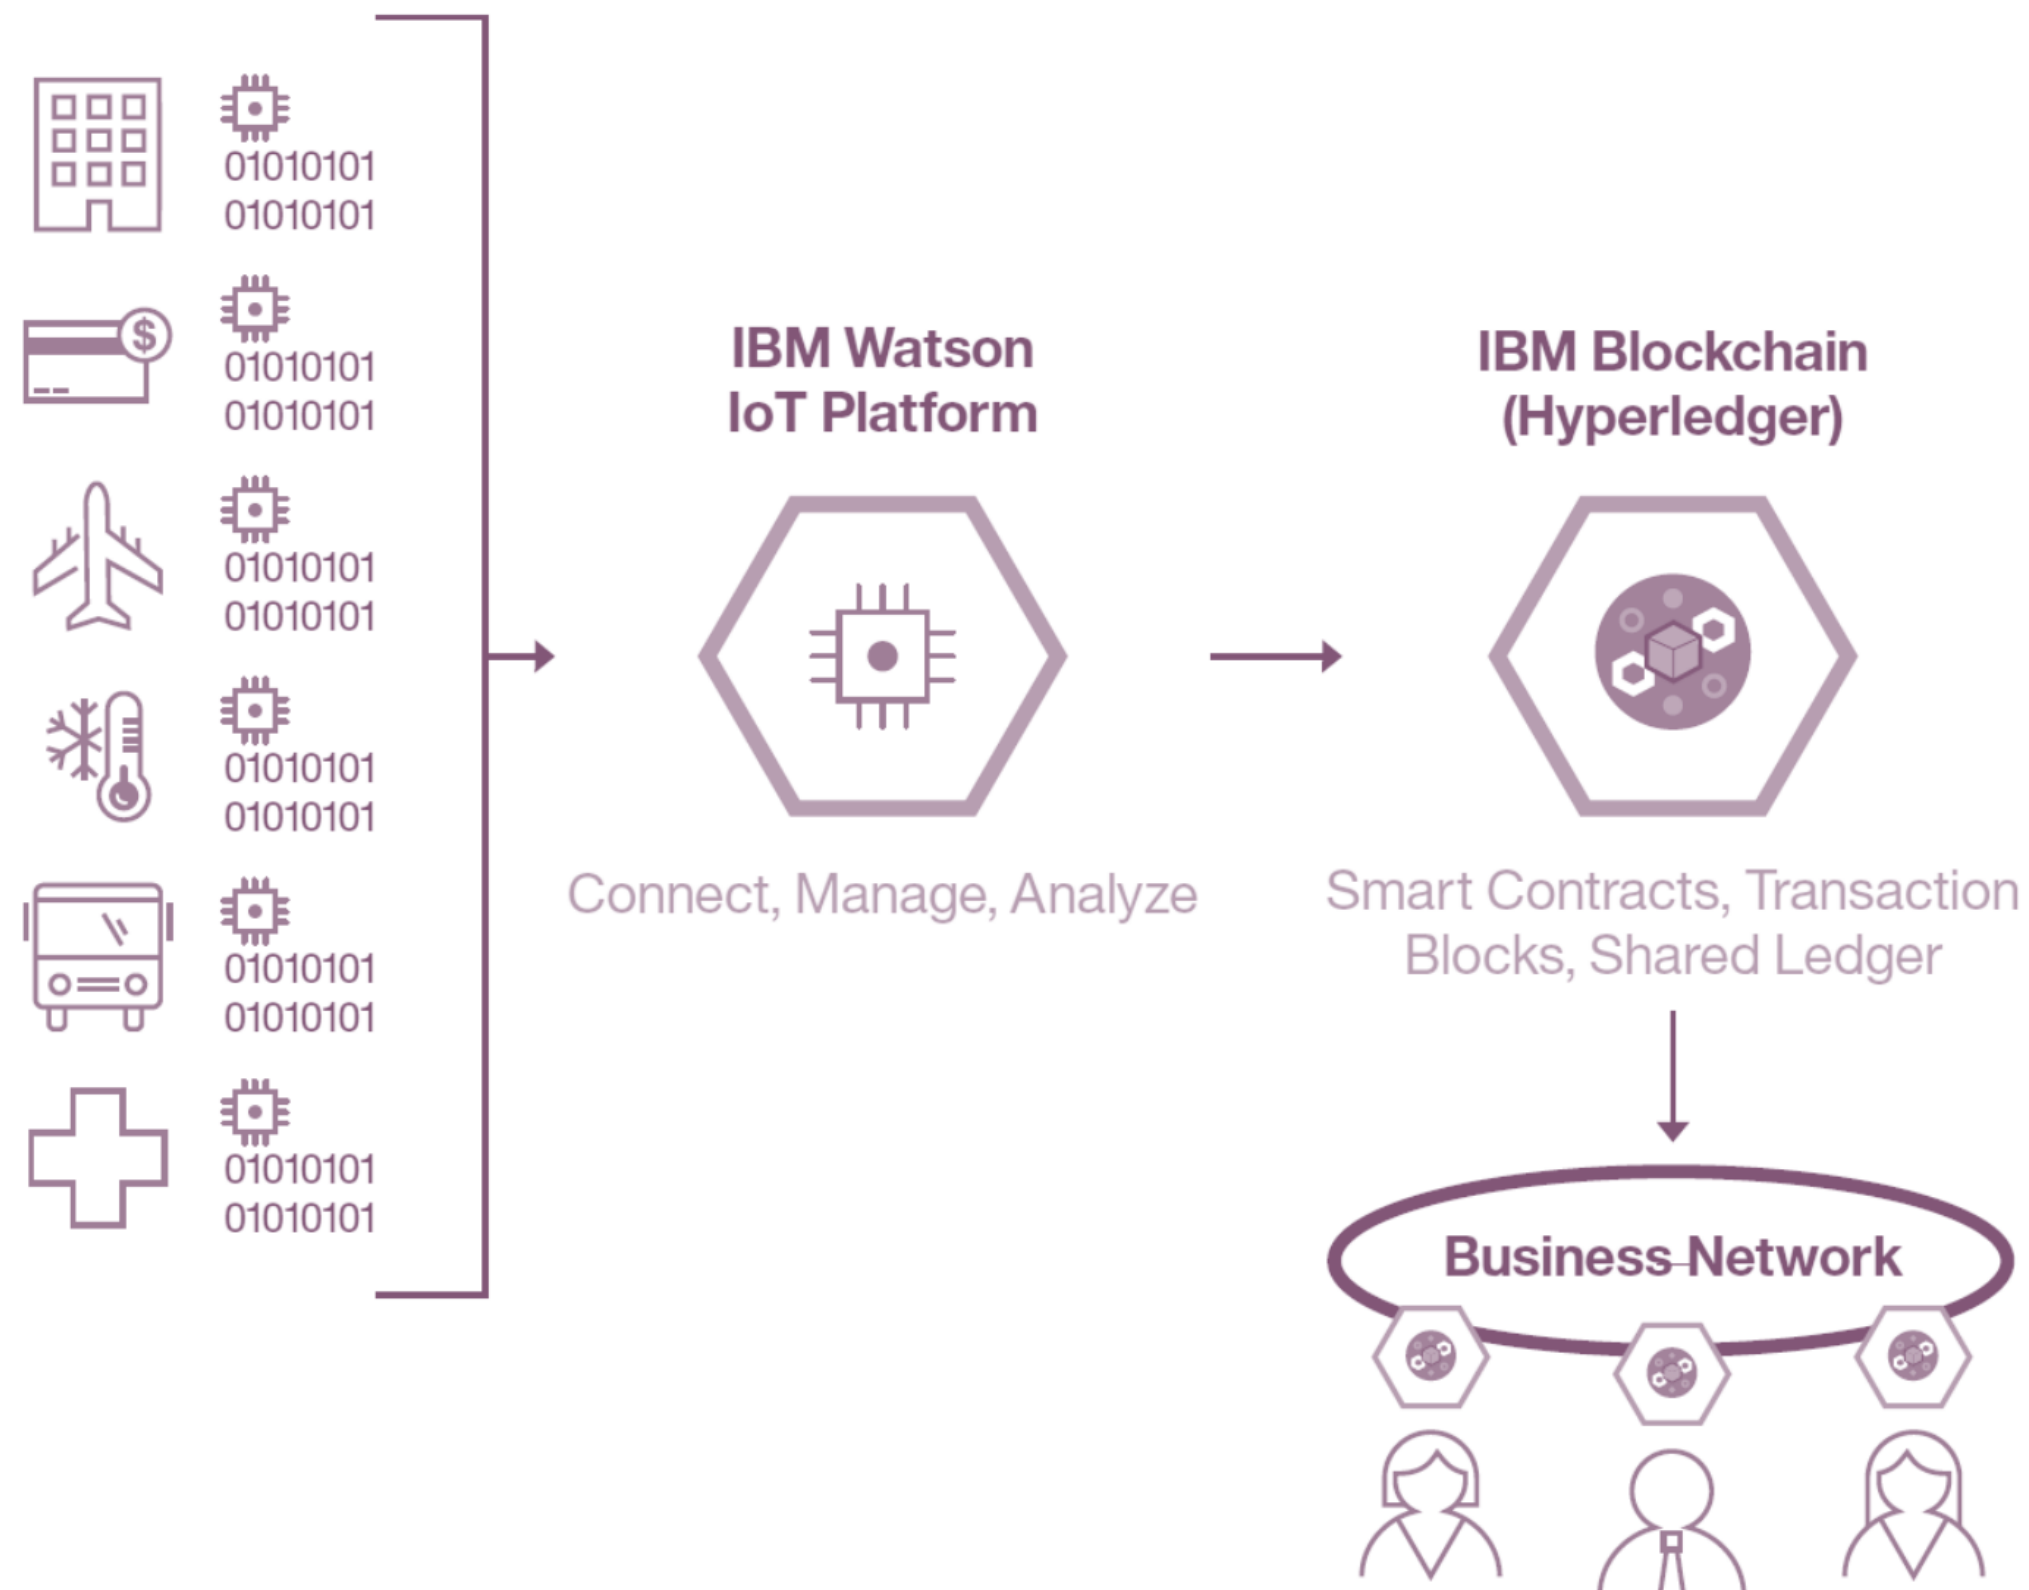 01010101
01010101
$
01010101
01010101
01010101
01010101
01010101
01010101
01010101
01010101
01010101
01010101
IBM Watson
IoT Platform
Connect, Manage, Analyze
IBM Blockchain
(Hyperledger)
Smart Contracts, Transaction
Blocks, Shared Ledger
Business Network